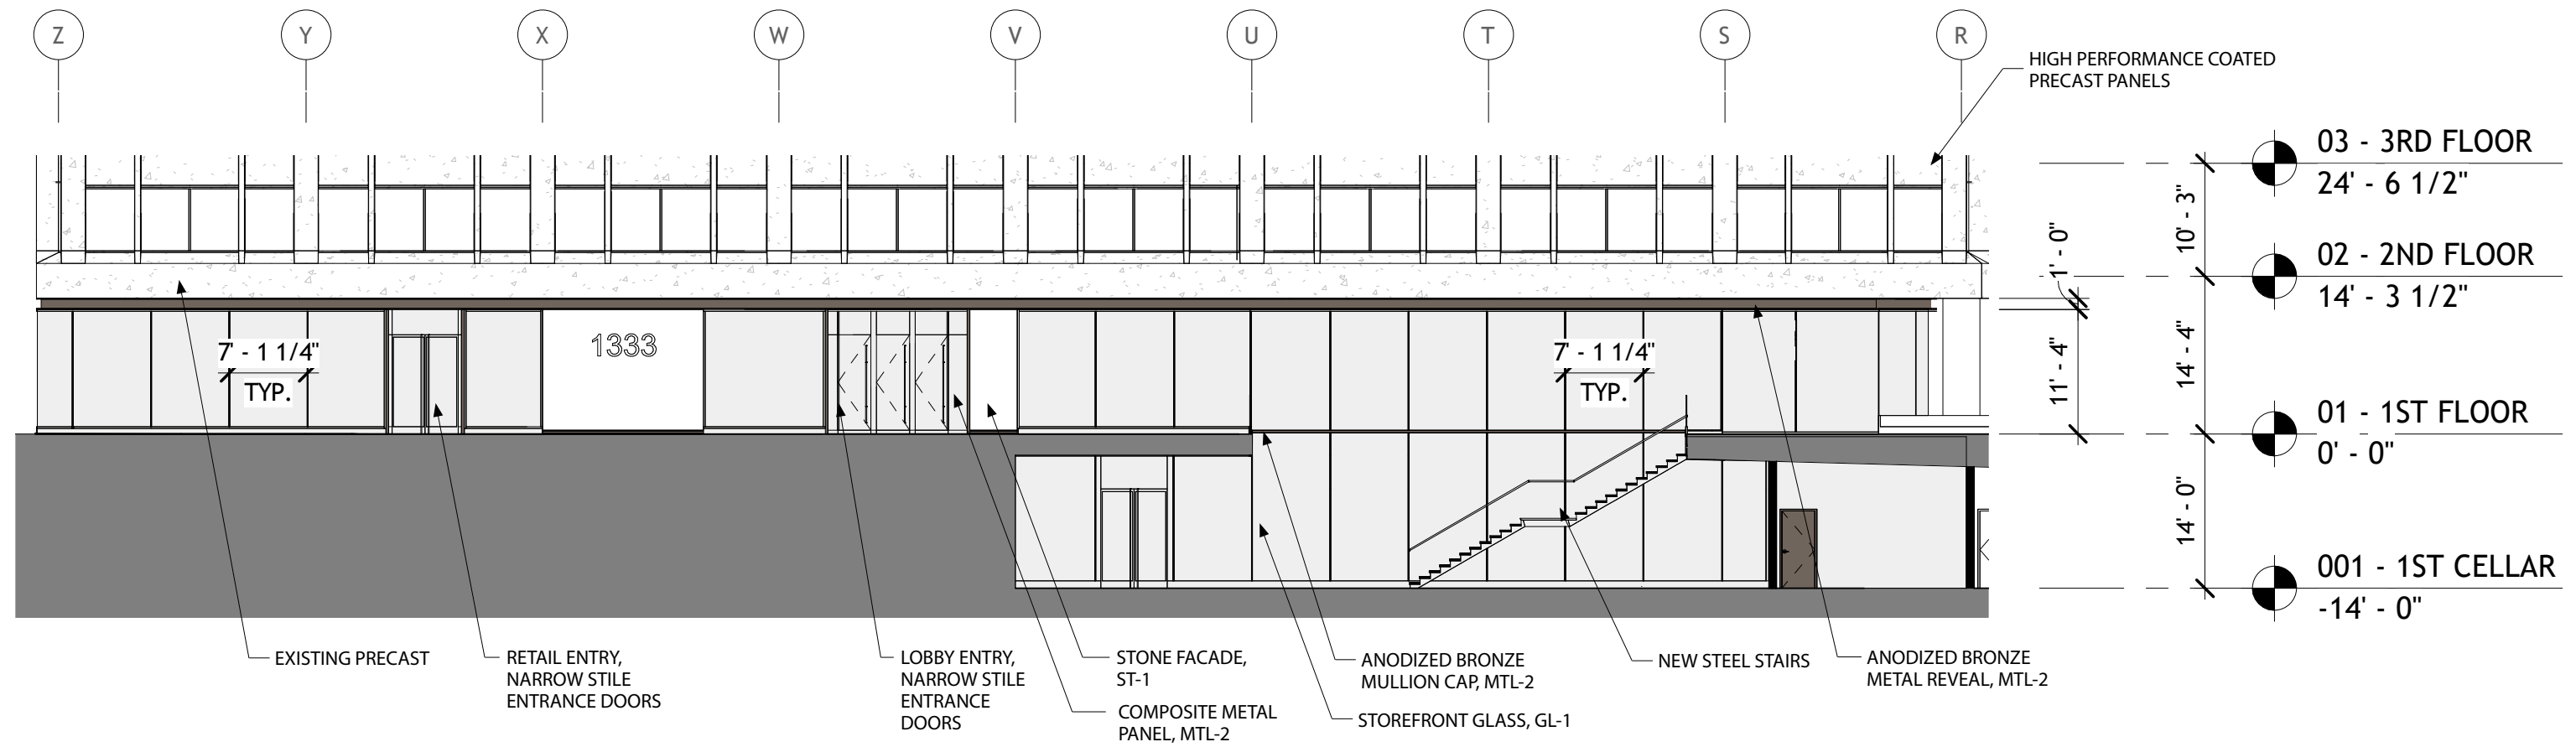 Z Y X W V U T S R
HIGH PERFORMANCE COATED
PRECAST PANELS
03 - 3RD FLOOR
24' - 6 1/2"
10' - 3"
02 - 2ND FLOOR
14' - 3 1/2"
1' - 0"
11' - 4"
14' - 4"
01 - 1ST FLOOR
0' - 0"
14' - 0"
001 - 1ST CELLAR
-14' - 0"
1333
7' - 1 1/4"
TYP.
7' - 1 1/4"
TYP.
EXISTING PRECAST
RETAIL ENTRY,
NARROW STILE
ENTRANCE DOORS
LOBBY ENTRY,
NARROW STILE
ENTRANCE
DOORS
STONE FACADE,
ST-1
COMPOSITE METAL
PANEL, MTL-2
ANODIZED BRONZE
MULLION CAP, MTL-2
STOREFRONT GLASS, GL-1
NEW STEEL STAIRS
ANODIZED BRONZE
METAL REVEAL, MTL-2